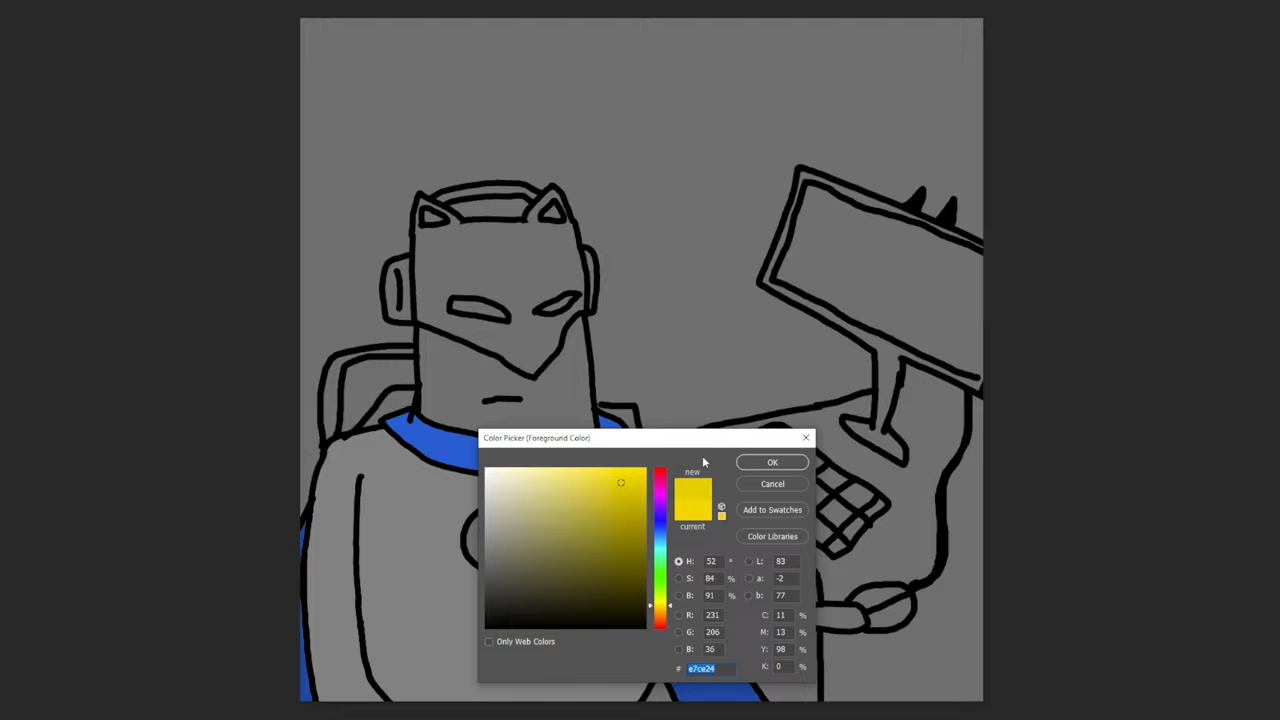 Color Picker (Foreground Color)
new
current
OK
Cancel
Add to Swatches
Color Libraries
H: 52 °
S: 84 %
B: 91 %
R: 231
G: 206
B: 36
# e7ce24
L: 83
a: -2
b: 77
C: 11 %
M: 13 %
Y: 98 %
K: 0 %
Only Web Colors